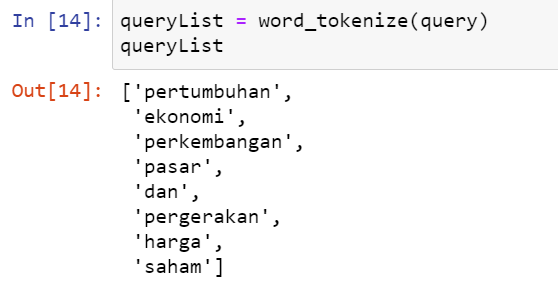 In [14]: queryList = word_tokenize(query)
queryList
Out[14]: ['pertumbuhan',
'ekonomi',
'perkembangan',
'pasar',
'dan',
'pergerakan',
'harga',
'saham']